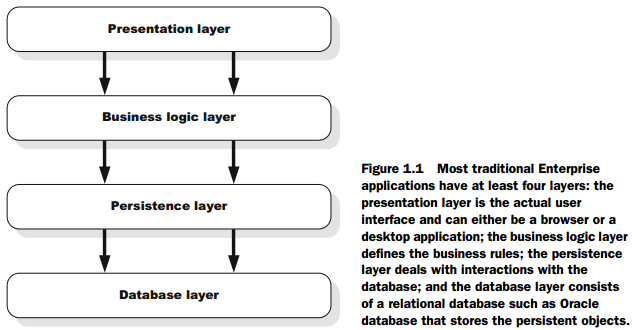 Presentation layer
Business logic layer
Persistence layer
Database layer
Figure 1.1 Most traditional Enterprise
applications have at least four layers: the
presentation layer is the actual user
interface and can either be a browser or a
desktop application; the business logic layer
defines the business rules; the persistence
layer deals with interactions with the
database; and the database layer consists
of a relational database such as Oracle
database that stores the persistent objects.